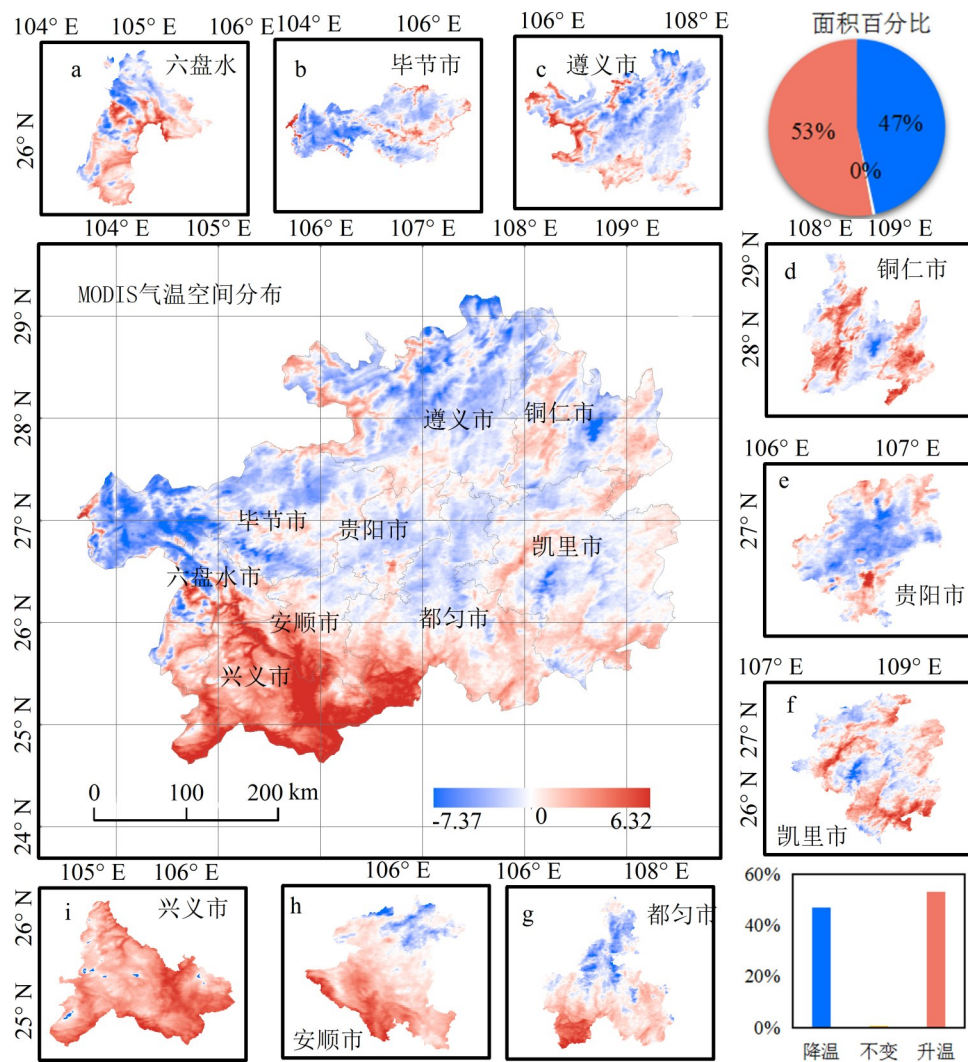 104° E 105° E 106° E
104° E 106° E
106° E 108° E
面积百分比
a 六盘水
b 毕节市
c 遵义市
26° N
53%
47%
0%
104° E 105° E 106° E 107° E 108° E 109° E
108° E 109° E
MODIS气温空间分布
d 铜仁市
29° N
28° N
29° N
28° N
27° N
26° N
25° N
24° N
遵义市
铜仁市
毕节市
贵阳市
凯里市
六盘水市
安顺市
都匀市
兴义市
106° E 107° E
e
27° N
贵阳市
107° E 109° E
f
27° N
26° N
凯里市
0 100 200 km
-7.37 0 6.32
105° E 106° E
106° E
106° E 108° E
i 兴义市
h
g 都匀市
26° N
25° N
安顺市
60%
40%
20%
0%
降温 不变 升温